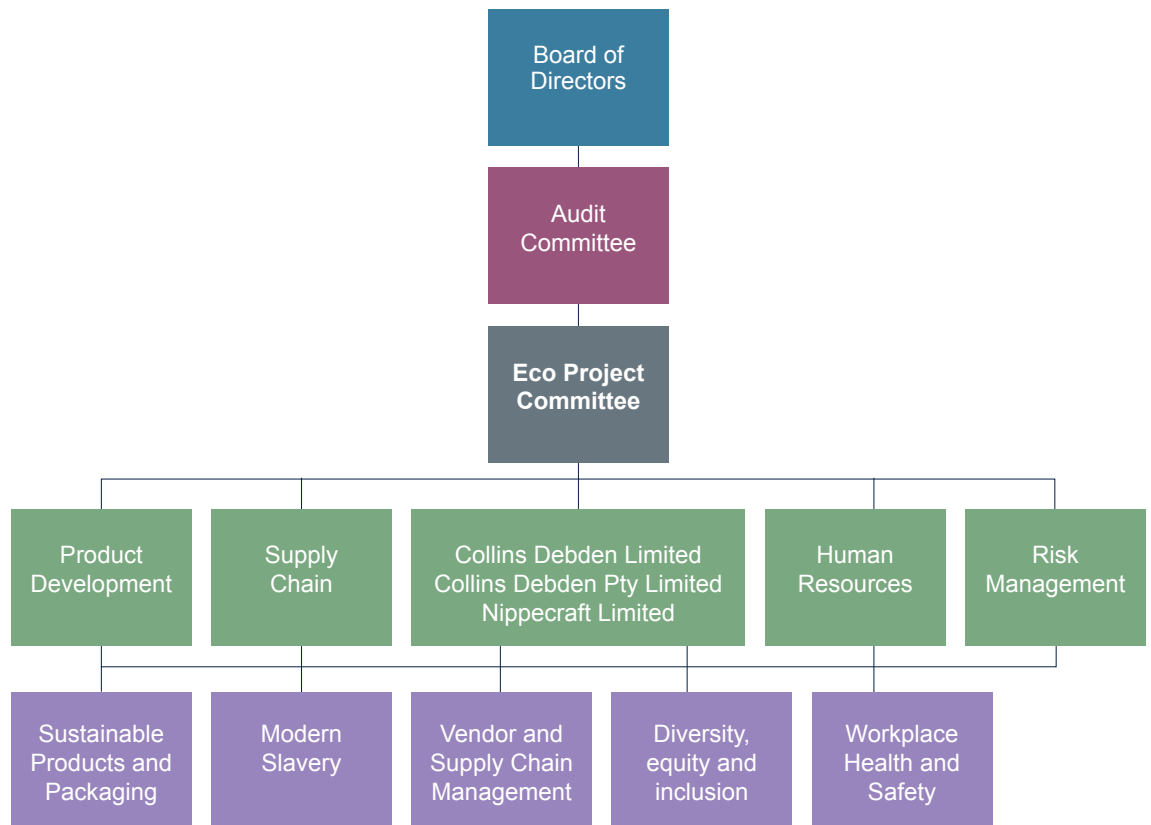 Board of
Directors
Audit
Committee
Eco Project
Committee
Product
Development
Supply
Chain
Collins Debden Limited
Collins Debden Pty Limited
Nippecraft Limited
Human
Resources
Risk
Management
Sustainable
Products and
Packaging
Modern
Slavery
Vendor and
Supply Chain
Management
Diversity,
equity and
inclusion
Workplace
Health and
Safety